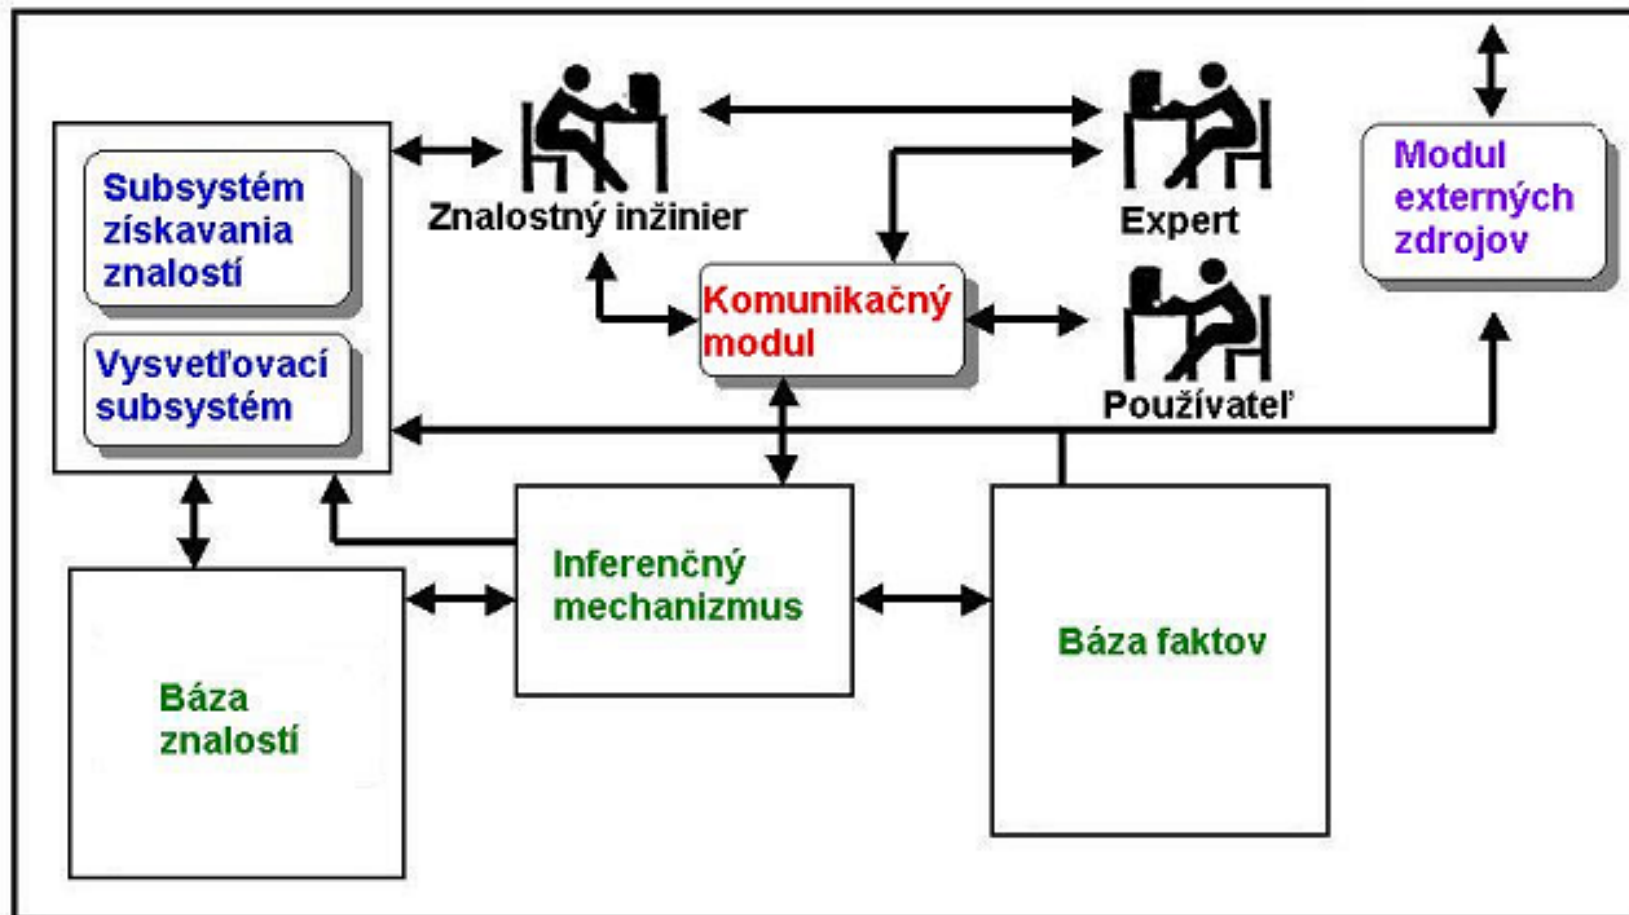 Subsystém
získavania
znalostí
Vysvetľovací
subsystém
Znalostný inžinier
Expert
Modul
externých
zdrojov
Komunikačný
modul
Používateľ
Inferenčný
mechanizmus
Báza faktov
Báza
znalostí